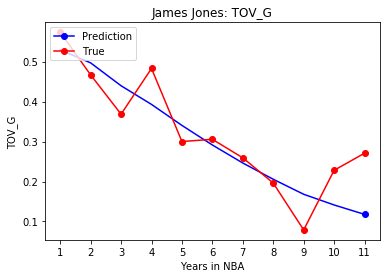 James Jones: TOV_G
Prediction
True
TOV_G
0.5
0.4
0.3
0.2
0.1
1 2 3 4 5 6 7 8 9 10 11
Years in NBA